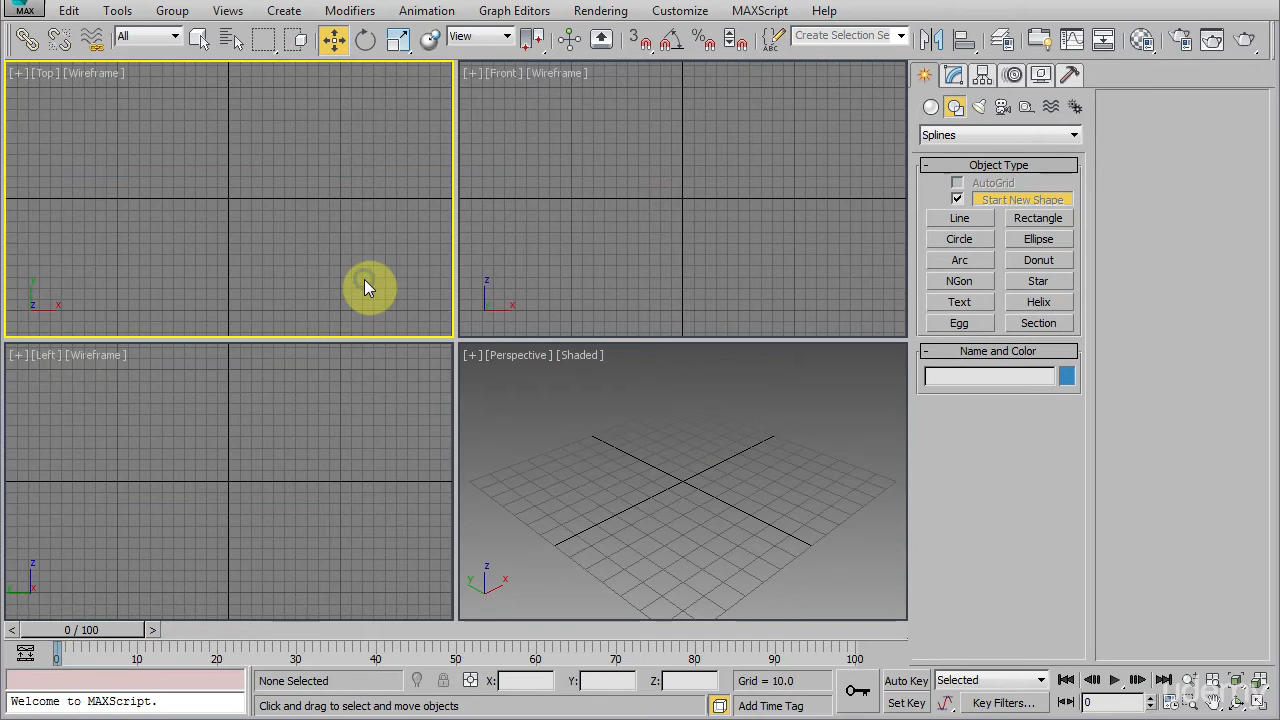 MAX Edit Tools Group Views Create Modifiers Animation Graph Editors Rendering Customize MAXScript Help
All View 3 Create Selection Se
[+][Top][Wireframe] [+][Front][Wireframe]
Splines
- Object Type
AutoGrid
Start New Shape
Line Rectangle
Circle Ellipse
Arc Donut
NGon Star
Text Helix
Egg Section
y z x z y x
- Name and Color
[+][Left][Wireframe] [+][Perspective][Shaded]
z y x z y x
< 0 / 100 >
0 10 20 30 40 50 60 70 80 90 100
None Selected X: Y: Z: Grid = 10.0 Auto Key Selected
Welcome to MAXScript. Click and drag to select and move objects Add Time Tag Set Key Key Filters... 0
udemy